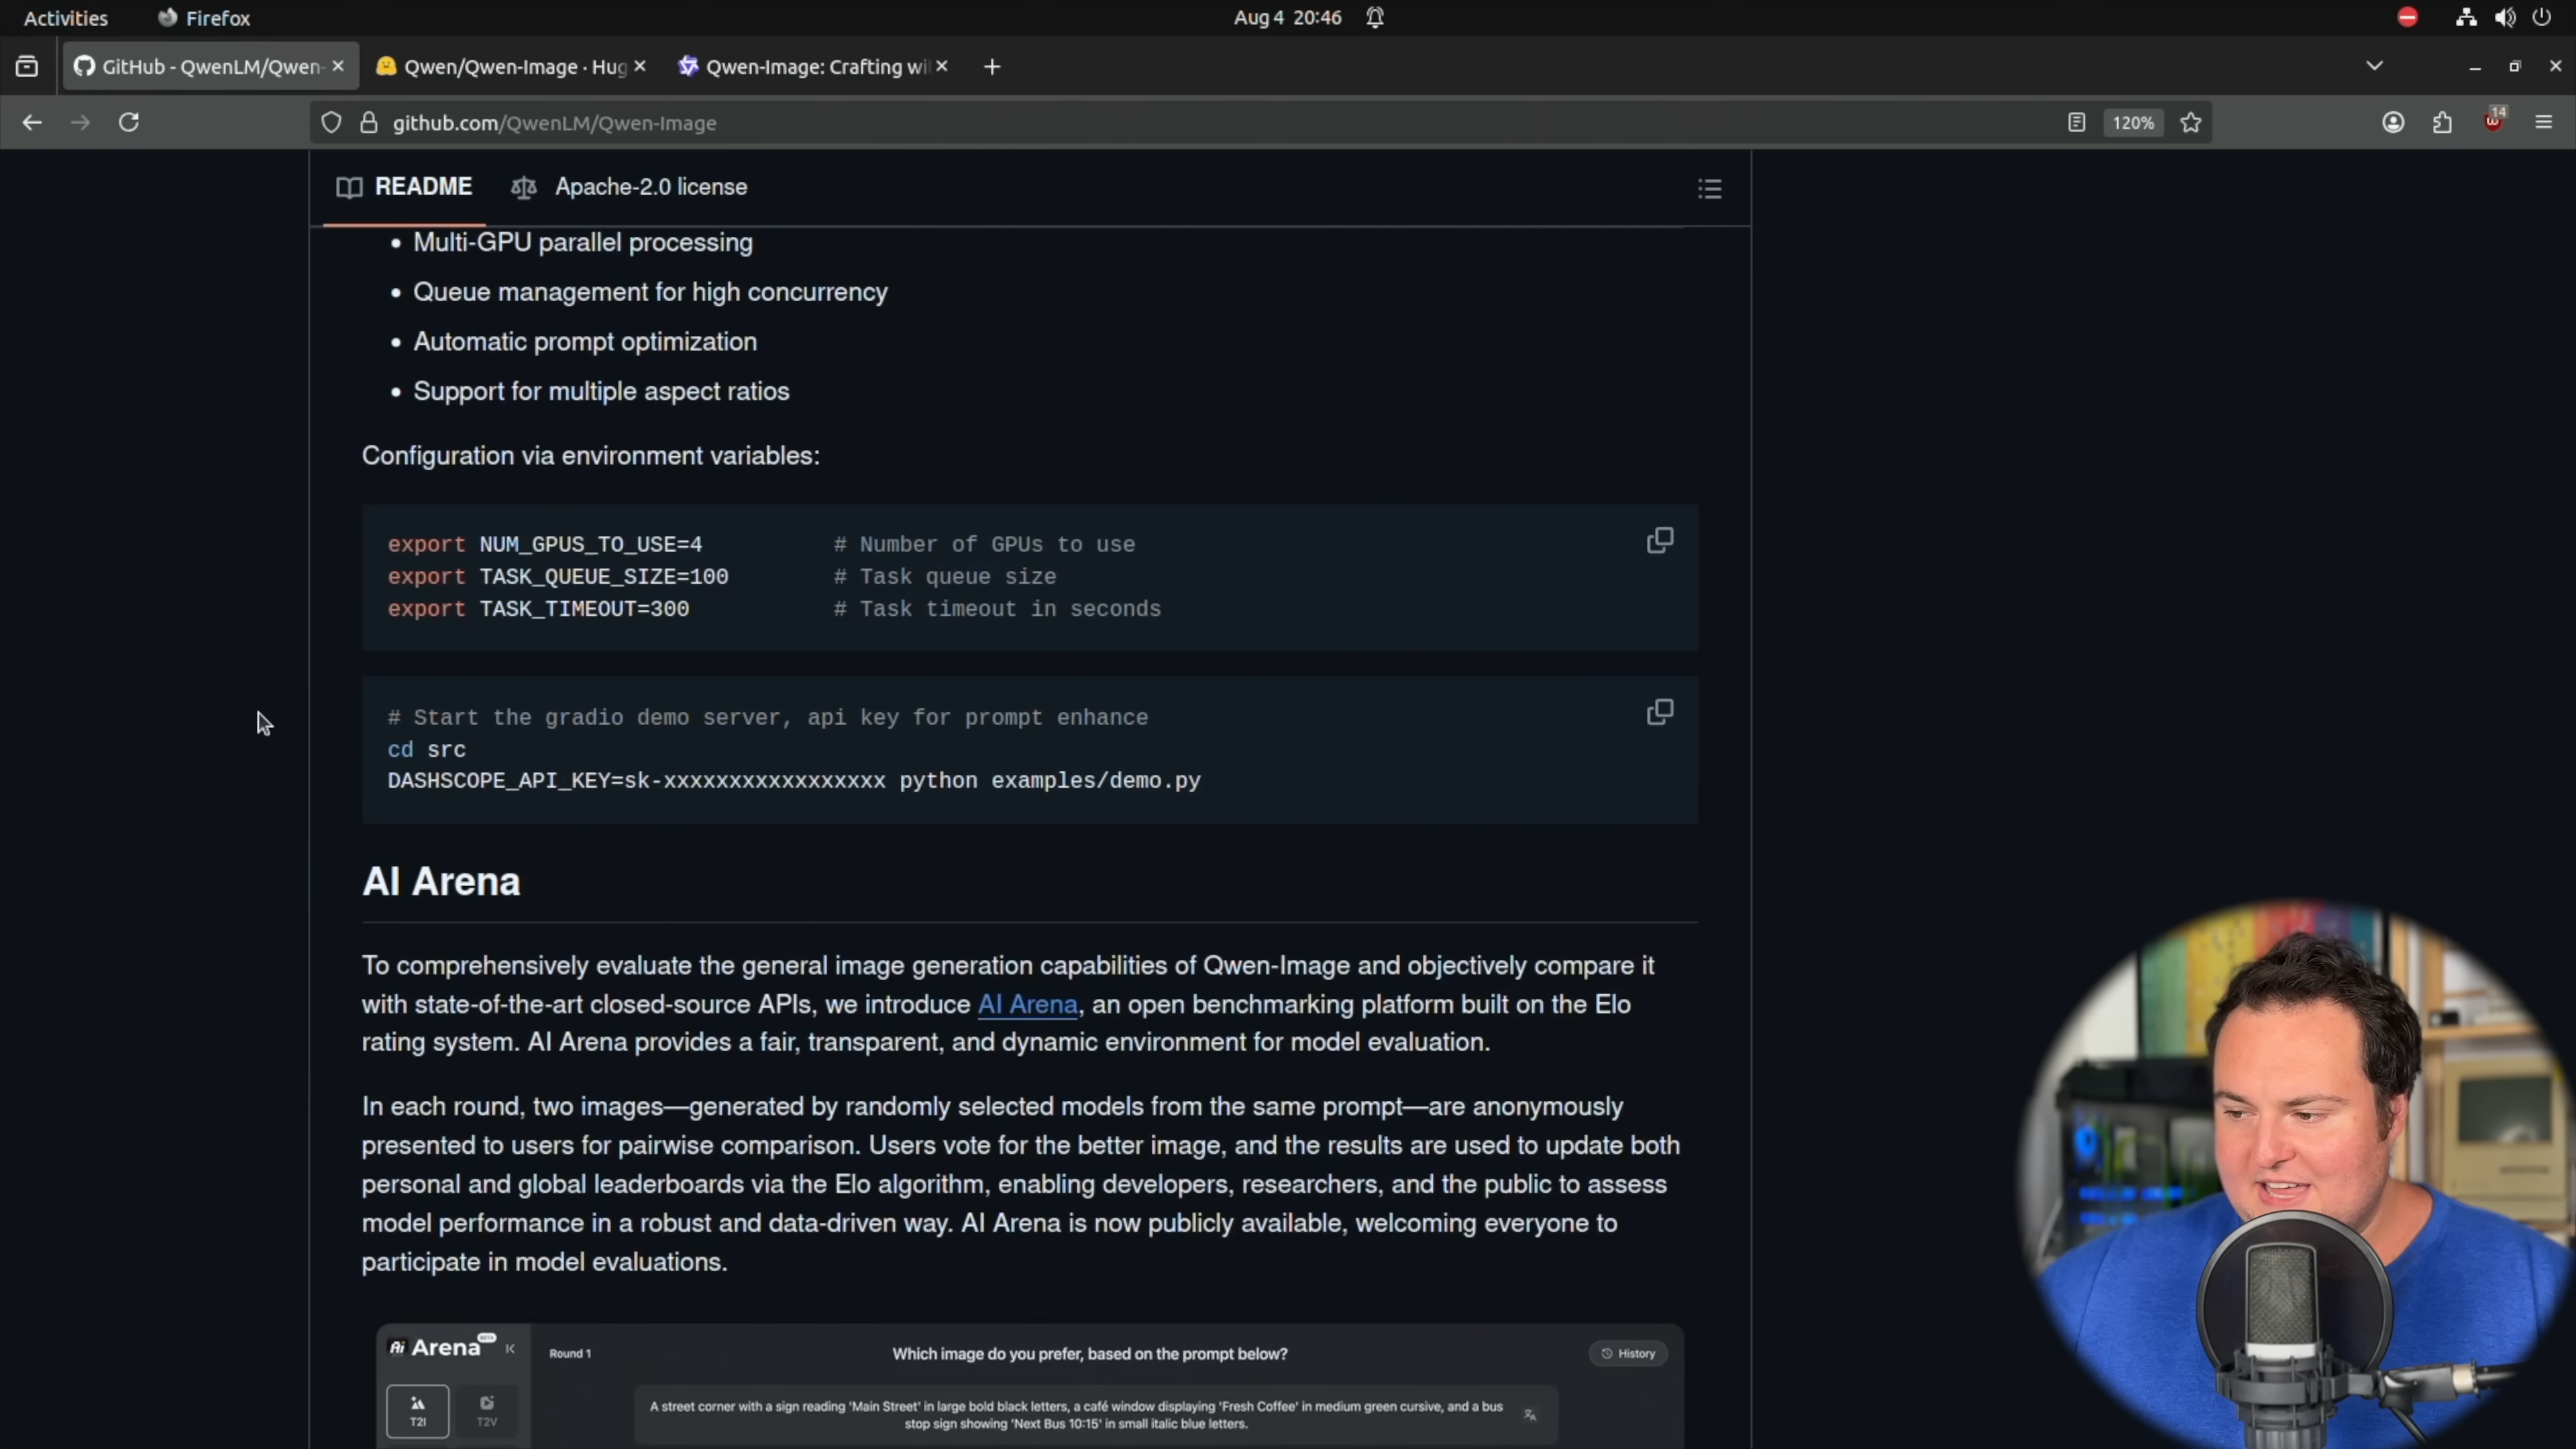 Activities
Firefox
Aug 4 20:46
GitHub - QwenLM/Qwen-
Qwen/Qwen-Image · Hug
Qwen-Image: Crafting wi
github.com/QwenLM/Qwen-Image
120%
14
README
Apache-2.0 license
• Multi-GPU parallel processing
• Queue management for high concurrency
• Automatic prompt optimization
• Support for multiple aspect ratios
Configuration via environment variables:
export NUM_GPUS_TO_USE=4 # Number of GPUs to use
export TASK_QUEUE_SIZE=100 # Task queue size
export TASK_TIMEOUT=300 # Task timeout in seconds
# Start the gradio demo server, api key for prompt enhance
cd src
DASHSCOPE_API_KEY=sk-xxxxxxxxxxxxxxxxx python examples/demo.py
AI Arena
To comprehensively evaluate the general image generation capabilities of Qwen-Image and objectively compare it
with state-of-the-art closed-source APIs, we introduce AI Arena, an open benchmarking platform built on the Elo
rating system. AI Arena provides a fair, transparent, and dynamic environment for model evaluation.
In each round, two images—generated by randomly selected models from the same prompt—are anonymously
presented to users for pairwise comparison. Users vote for the better image, and the results are used to update both
personal and global leaderboards via the Elo algorithm, enabling developers, researchers, and the public to assess
model performance in a robust and data-driven way. AI Arena is now publicly available, welcoming everyone to
participate in model evaluations.
Ai Arena BETA
Round 1
Which image do you prefer, based on the prompt below?
History
T2I
T2V
A street corner with a sign reading 'Main Street' in large bold black letters, a café window displaying 'Fresh Coffee' in medium green cursive, and a bus
stop sign showing 'Next Bus 10:15' in small italic blue letters.